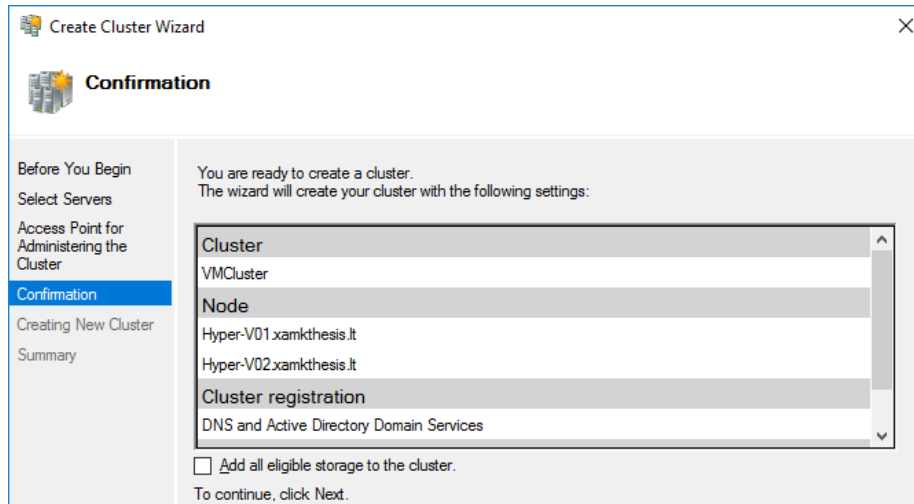 Create Cluster Wizard
Confirmation
Before You Begin
Select Servers
Access Point for
Administering the
Cluster
Confirmation
Creating New Cluster
Summary
You are ready to create a cluster.
The wizard will create your cluster with the following settings:
Cluster
VMCluster
Node
Hyper-V01.xamkthesis.lt
Hyper-V02.xamkthesis.lt
Cluster registration
DNS and Active Directory Domain Services
Add all eligible storage to the cluster.
To continue, click Next.